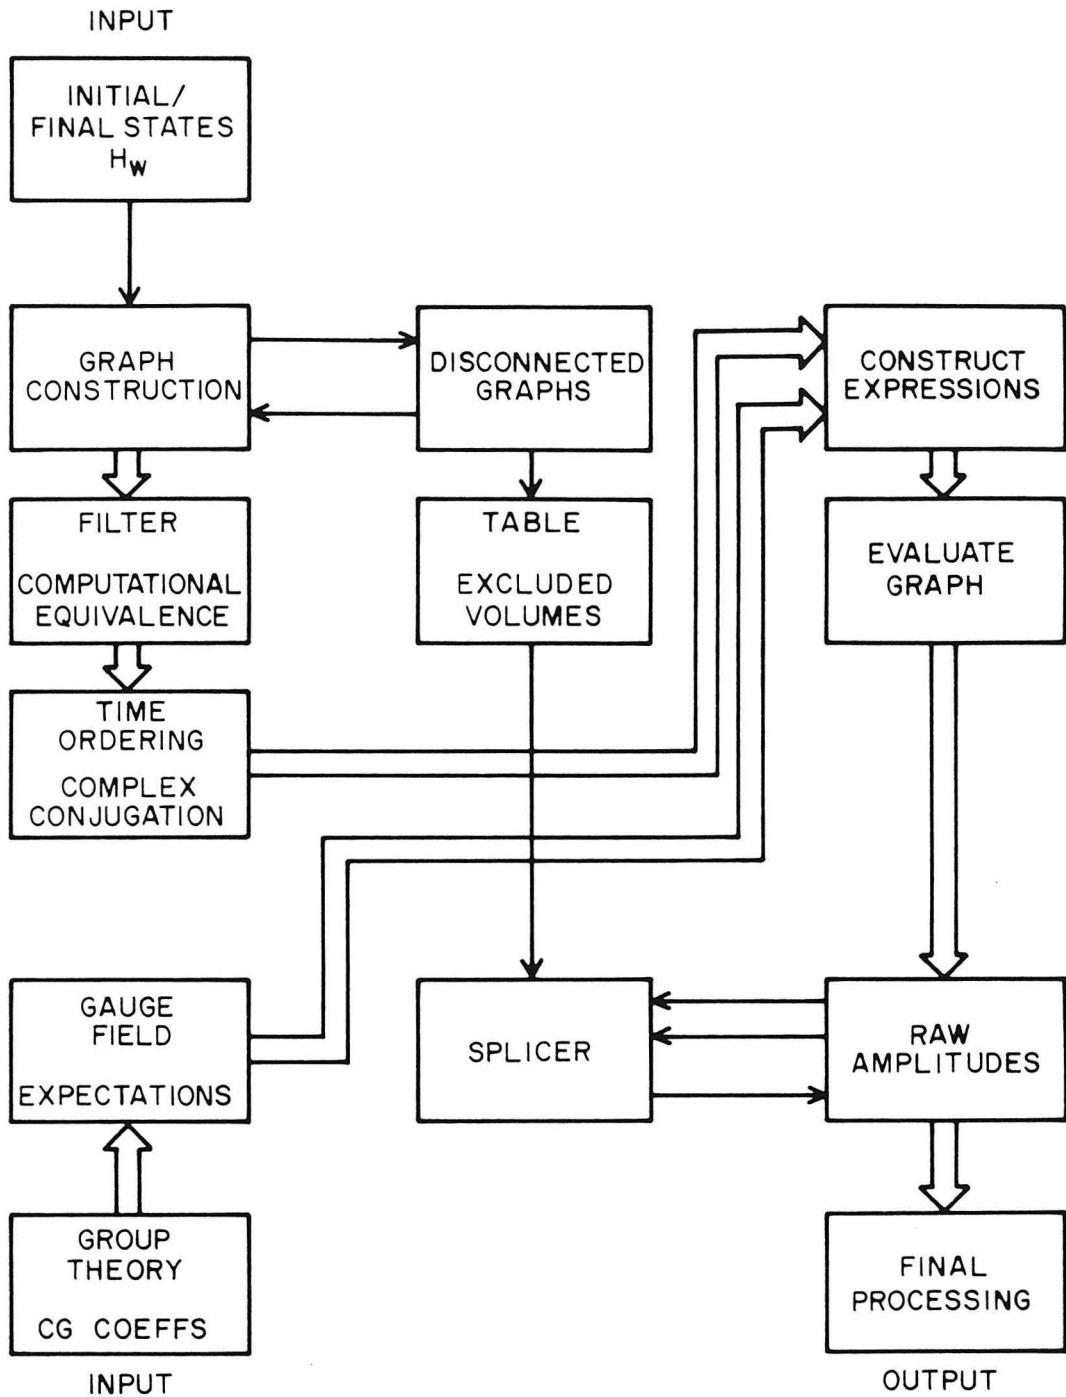 INPUT
INITIAL/
FINAL STATES
HW
GRAPH
CONSTRUCTION
DISCONNECTED
GRAPHS
CONSTRUCT
EXPRESSIONS
FILTER
COMPUTATIONAL
EQUIVALENCE
TABLE
EXCLUDED
VOLUMES
EVALUATE
GRAPH
TIME
ORDERING
COMPLEX
CONJUGATION
GAUGE
FIELD
EXPECTATIONS
SPLICER
RAW
AMPLITUDES
GROUP
THEORY
CG COEFFS
FINAL
PROCESSING
INPUT
OUTPUT